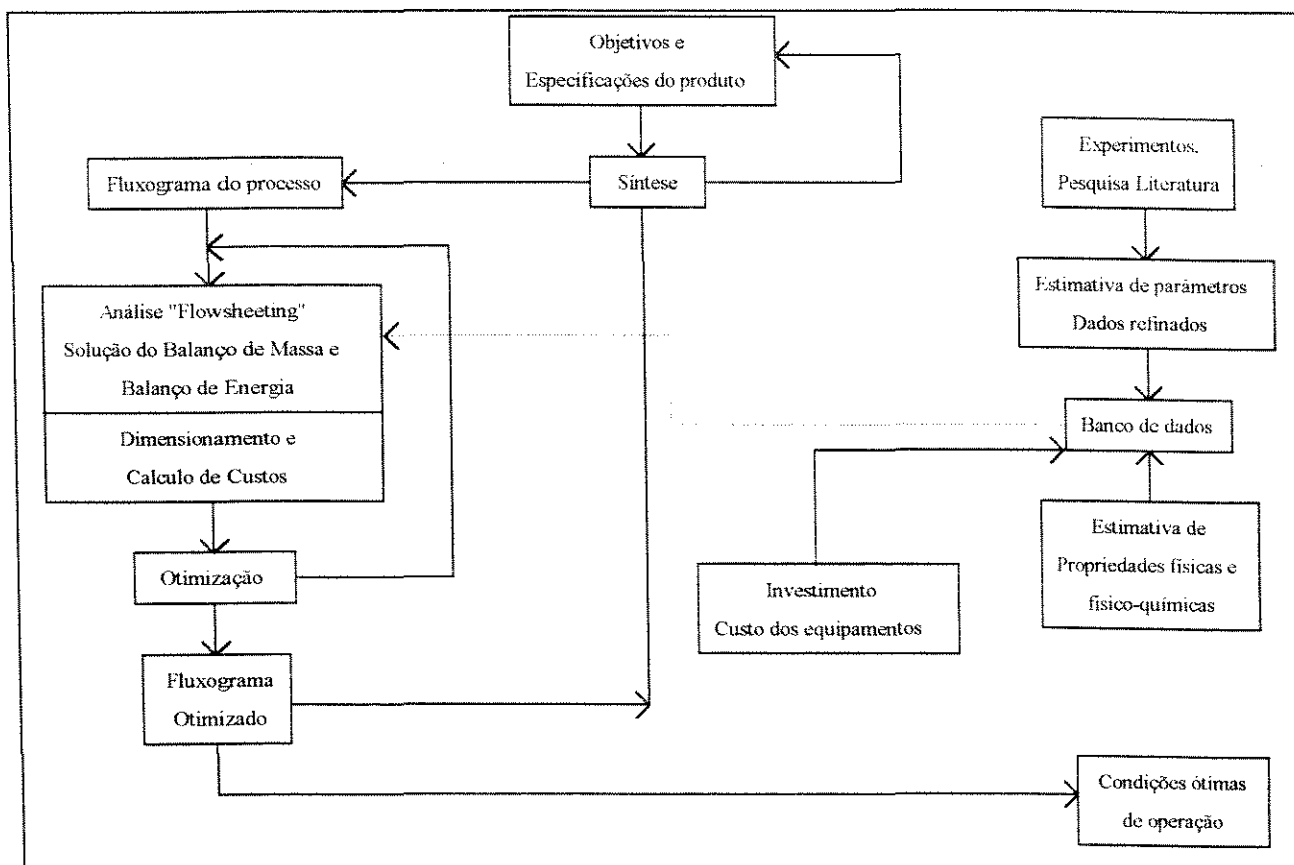 Objetivos e
Especificações do produto
Experimentos.
Pesquisa Literatura
Fluxograma do processo
Síntese
Estimativa de parâmetros
Dados refinados
Análise "Flowsheeting"
Solução do Balanço de Massa e
Balanço de Energia
Banco de dados
Dimensionamento e
Calculo de Custos
Estimativa de
Propriedades físicas e
físico-químicas
Otimização
Investimento
Custo dos equipamentos
Fluxograma
Otimizado
Condições ótimas
de operação